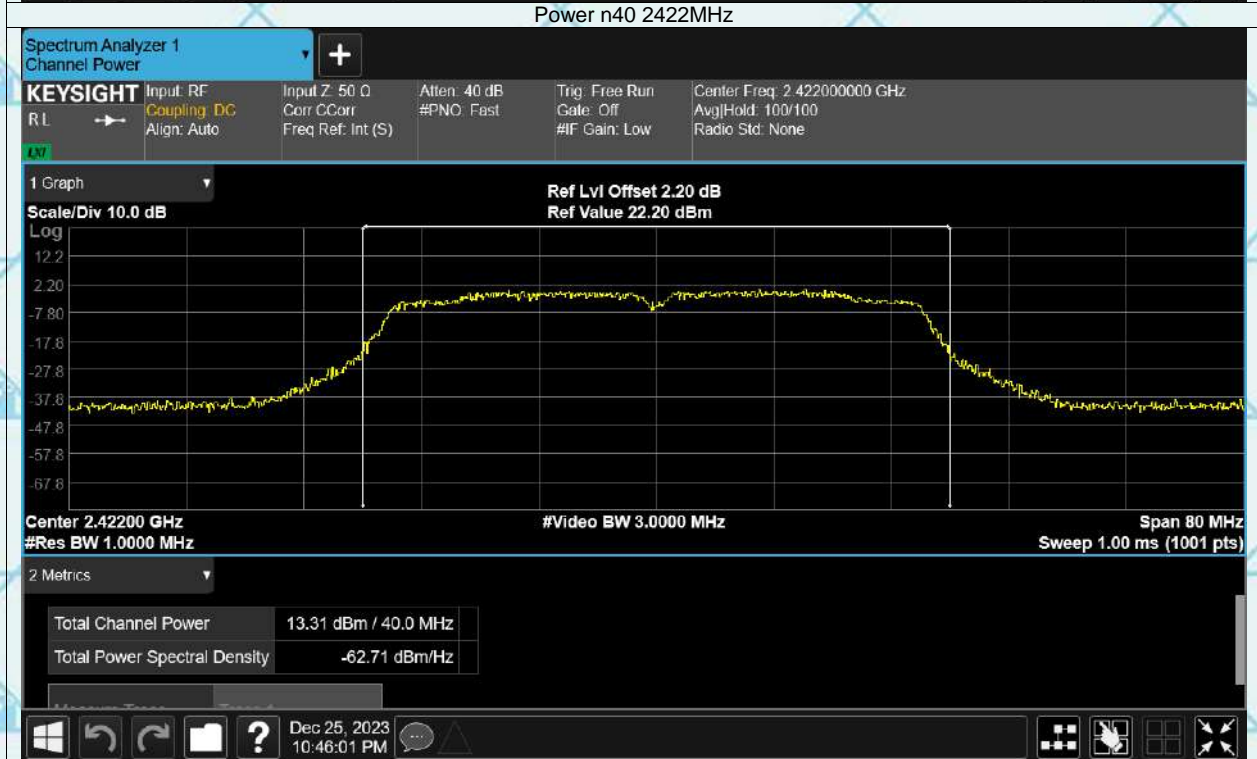 Power n40 2422MHz
Spectrum Analyzer 1
Channel Power
+
KEYSIGHT
R L
LXI
Input: RF
Coupling: DC
Align: Auto
Input Z: 50 Ω
Corr CCorr
Freq Ref: Int (S)
Atten: 40 dB
#PNO: Fast
Trig: Free Run
Gate: Off
#IF Gain: Low
Center Freq: 2.422000000 GHz
Avg|Hold: 100/100
Radio Std: None
1 Graph
Scale/Div 10.0 dB
Ref Lvl Offset 2.20 dB
Ref Value 22.20 dBm
Log
12.2
2.20
-7.80
-17.8
-27.8
-37.8
-47.8
-57.8
-67.8
Center 2.42200 GHz
#Res BW 1.0000 MHz
#Video BW 3.0000 MHz
Span 80 MHz
Sweep 1.00 ms (1001 pts)
2 Metrics
Total Channel Power 13.31 dBm / 40.0 MHz
Total Power Spectral Density -62.71 dBm/Hz
?
Dec 25, 2023
10:46:01 PM